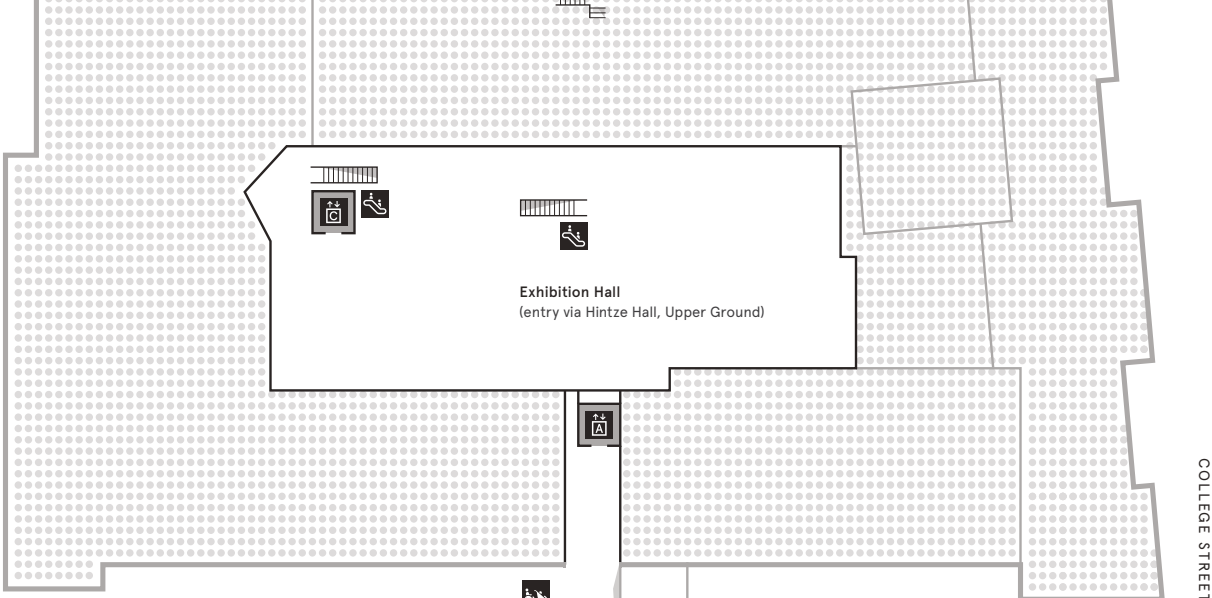 C
Exhibition Hall
(entry via Hintze Hall, Upper Ground)
A
COLLEGE STREET